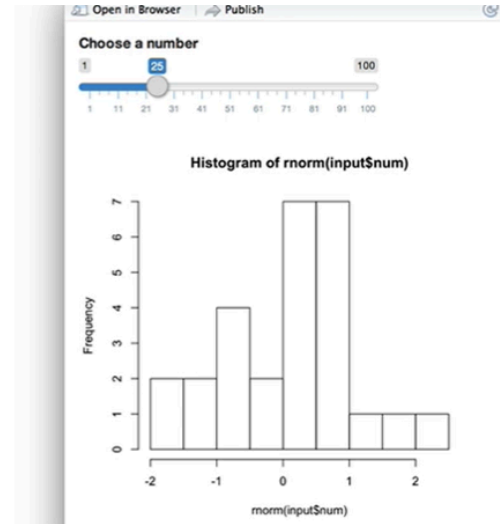 Open in Browser Publish
Choose a number
1 25 100
1 11 21 31 41 51 61 71 81 91 100
Histogram of rnorm(input$num)
7
6
5
4
3
2
1
0
Frequency
-2 -1 0 1 2
rnorm(input$num)